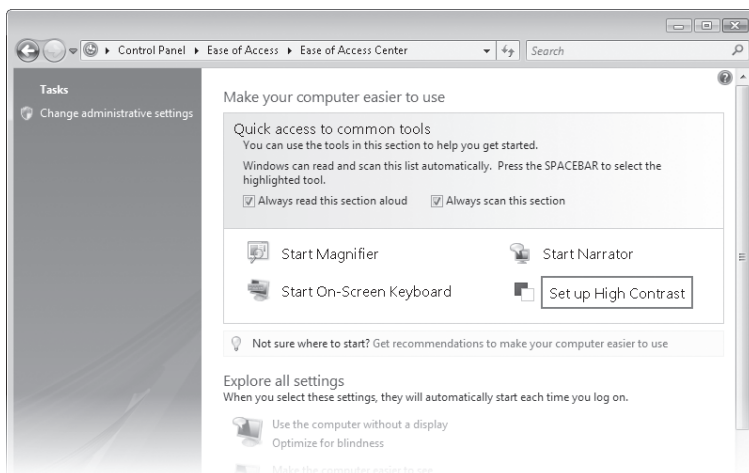 Control Panel ▸ Ease of Access ▸ Ease of Access Center
Search
Tasks
Change administrative settings
Make your computer easier to use
Quick access to common tools
You can use the tools in this section to help you get started.
Windows can read and scan this list automatically. Press the SPACEBAR to select the
highlighted tool.
Always read this section aloud
Always scan this section
Start Magnifier
Start Narrator
Start On-Screen Keyboard
Set up High Contrast
Not sure where to start? Get recommendations to make your computer easier to use
Explore all settings
When you select these settings, they will automatically start each time you log on.
Use the computer without a display
Optimize for blindness
Make the computer easier to see